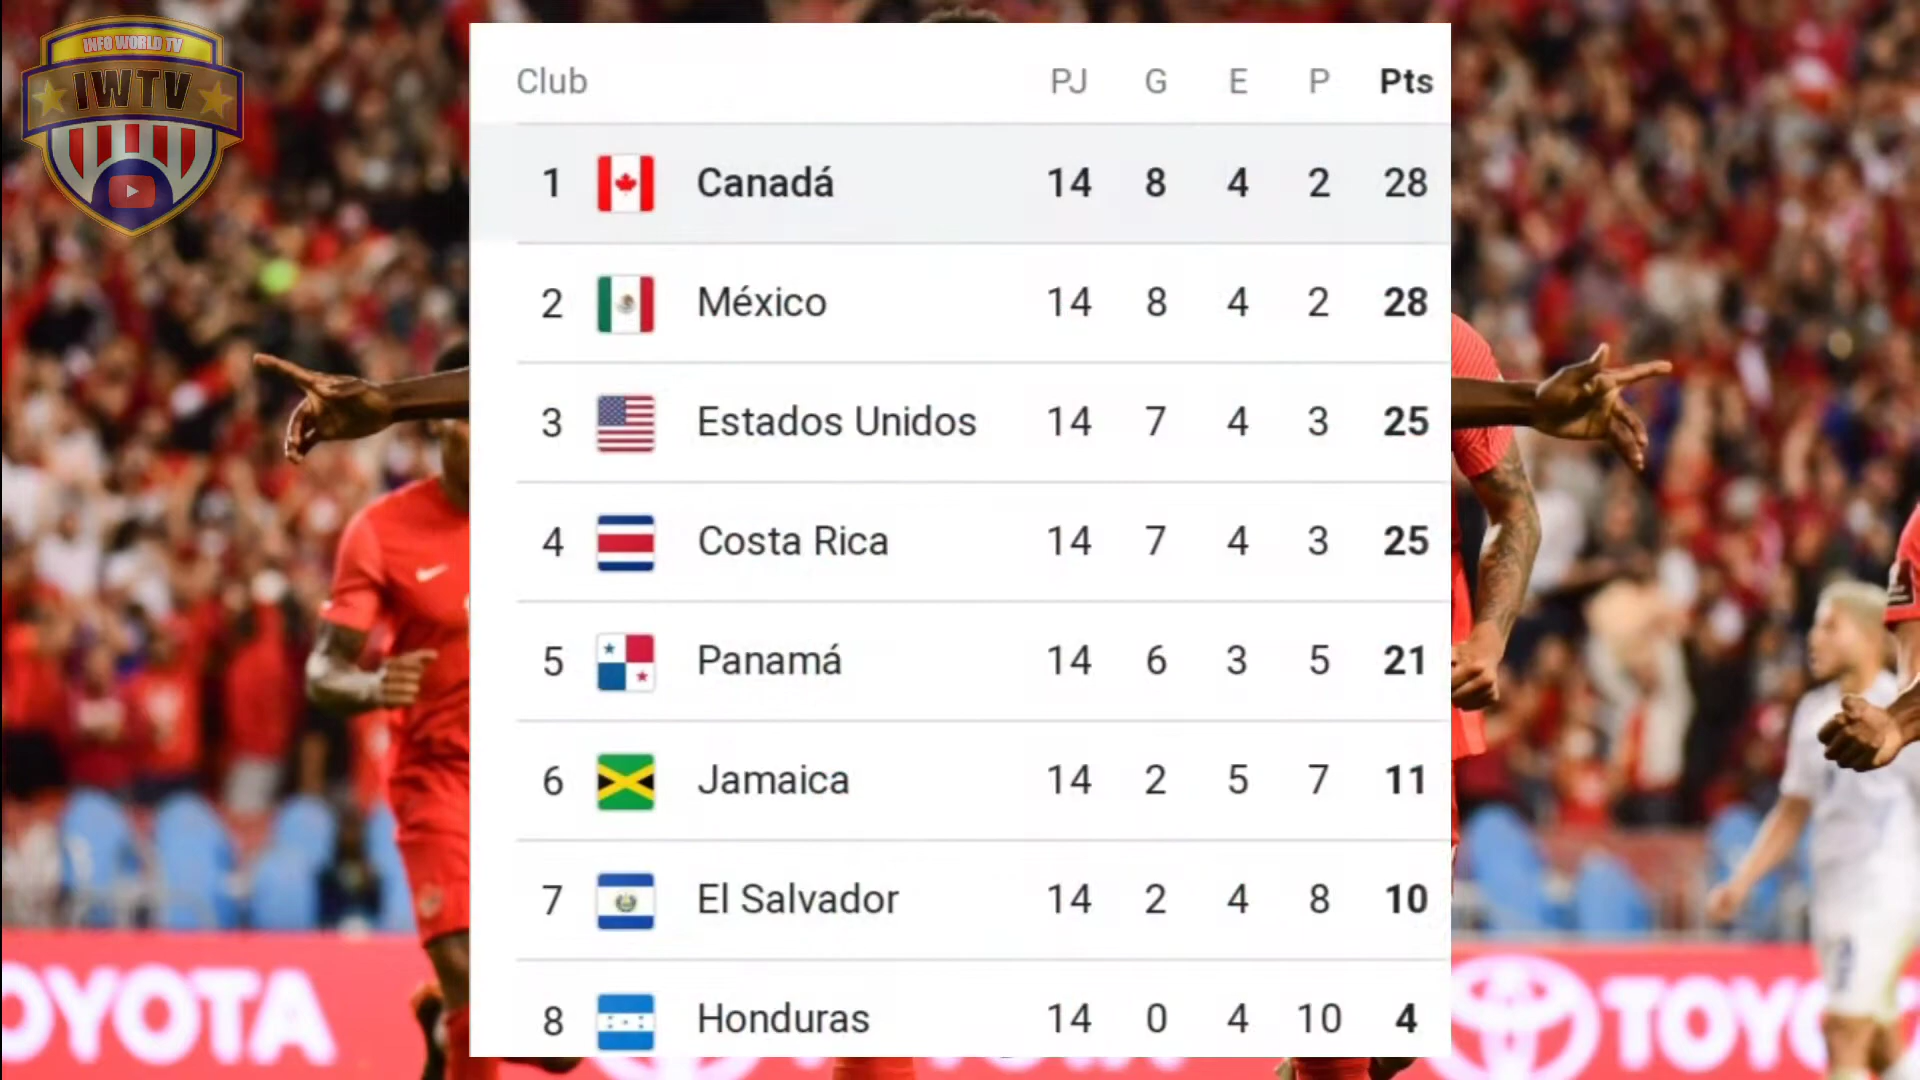 INFO WORLD TV
IWTV
Club PJ G E P Pts
1 Canadá 14 8 4 2 28
2 México 14 8 4 2 28
3 Estados Unidos 14 7 4 3 25
4 Costa Rica 14 7 4 3 25
5 Panamá 14 6 3 5 21
6 Jamaica 14 2 5 7 11
7 El Salvador 14 2 4 8 10
8 Honduras 14 0 4 10 4
OYOTA
TOYO